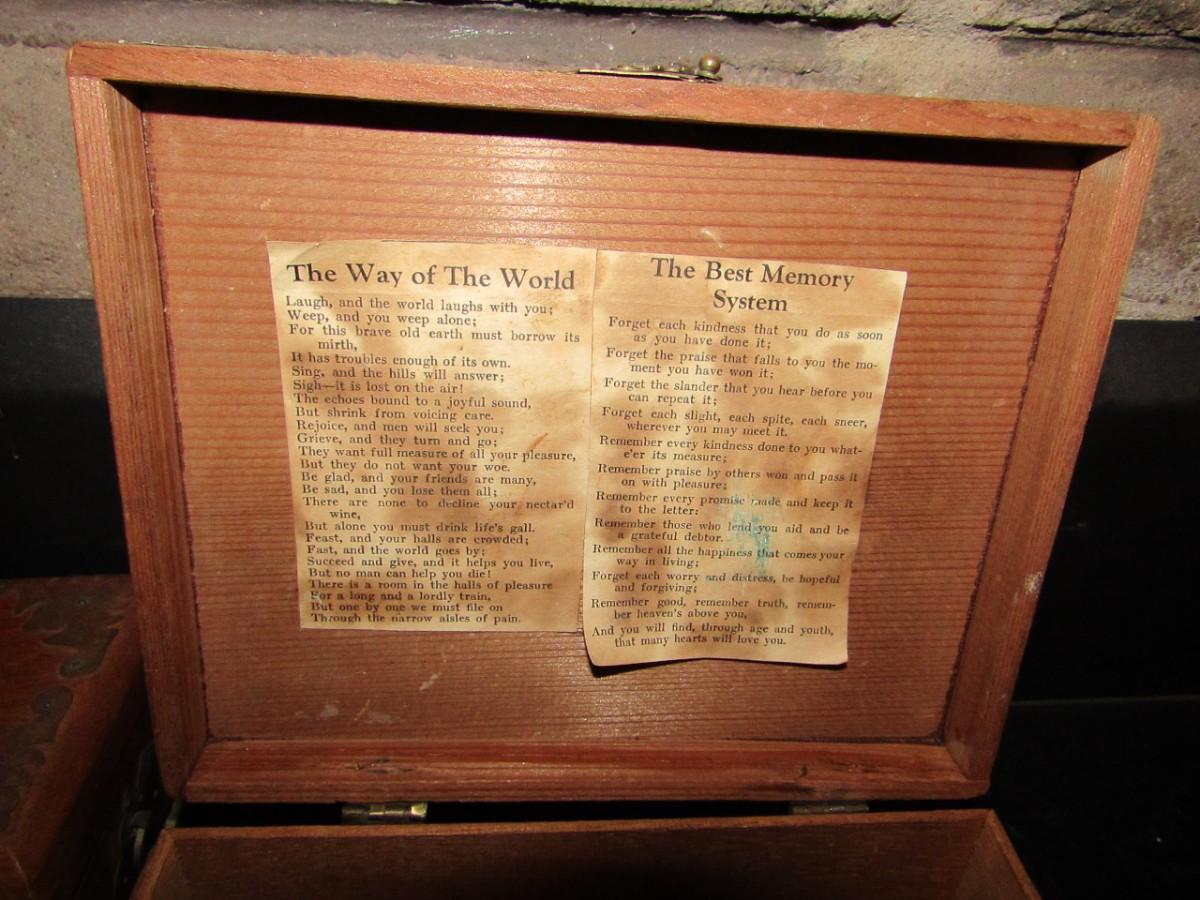 The Way of The World
Laugh, and the world laughs with you;
Weep, and you weep alone;
For this brave old earth must borrow its
mirth,
It has troubles enough of its own.
Sing, and the hills will answer;
Sigh—it is lost on the air!
The echoes bound to a joyful sound,
But shrink from voicing care.
Rejoice, and men will seek you;
Grieve, and they turn and go;
They want full measure of all your pleasure,
But they do not want your woe.
Be glad, and your friends are many,
Be sad, and you lose them all;
There are none to decline your nectar'd
wine,
But alone you must drink life's gall.
Feast, and your halls are crowded;
Fast, and the world goes by;
Succeed and give, and it helps you live,
But no man can help you die!
There is a room in the halls of pleasure
For a long and a lordly train,
But one by one we must file on
Through the narrow aisles of pain.
The Best Memory
System
Forget each kindness that you do as soon
as you have done it;
Forget the praise that falls to you the mo-
ment you have won it;
Forget the slander that you hear before you
can repeat it;
Forget each slight, each spite, each sneer,
wherever you may meet it.
Remember every kindness done to you what-
e'er its measure;
Remember praise by others won and pass it
on with pleasure;
Remember every promise made and keep it
to the letter:
Remember those who lend you aid and be
a grateful debtor.
Remember all the happiness that comes your
way in living;
Forget each worry and distress, be hopeful
and forgiving;
Remember good, remember truth, remem-
ber heaven's above you,
And you will find, through age and youth,
that many hearts will love you.